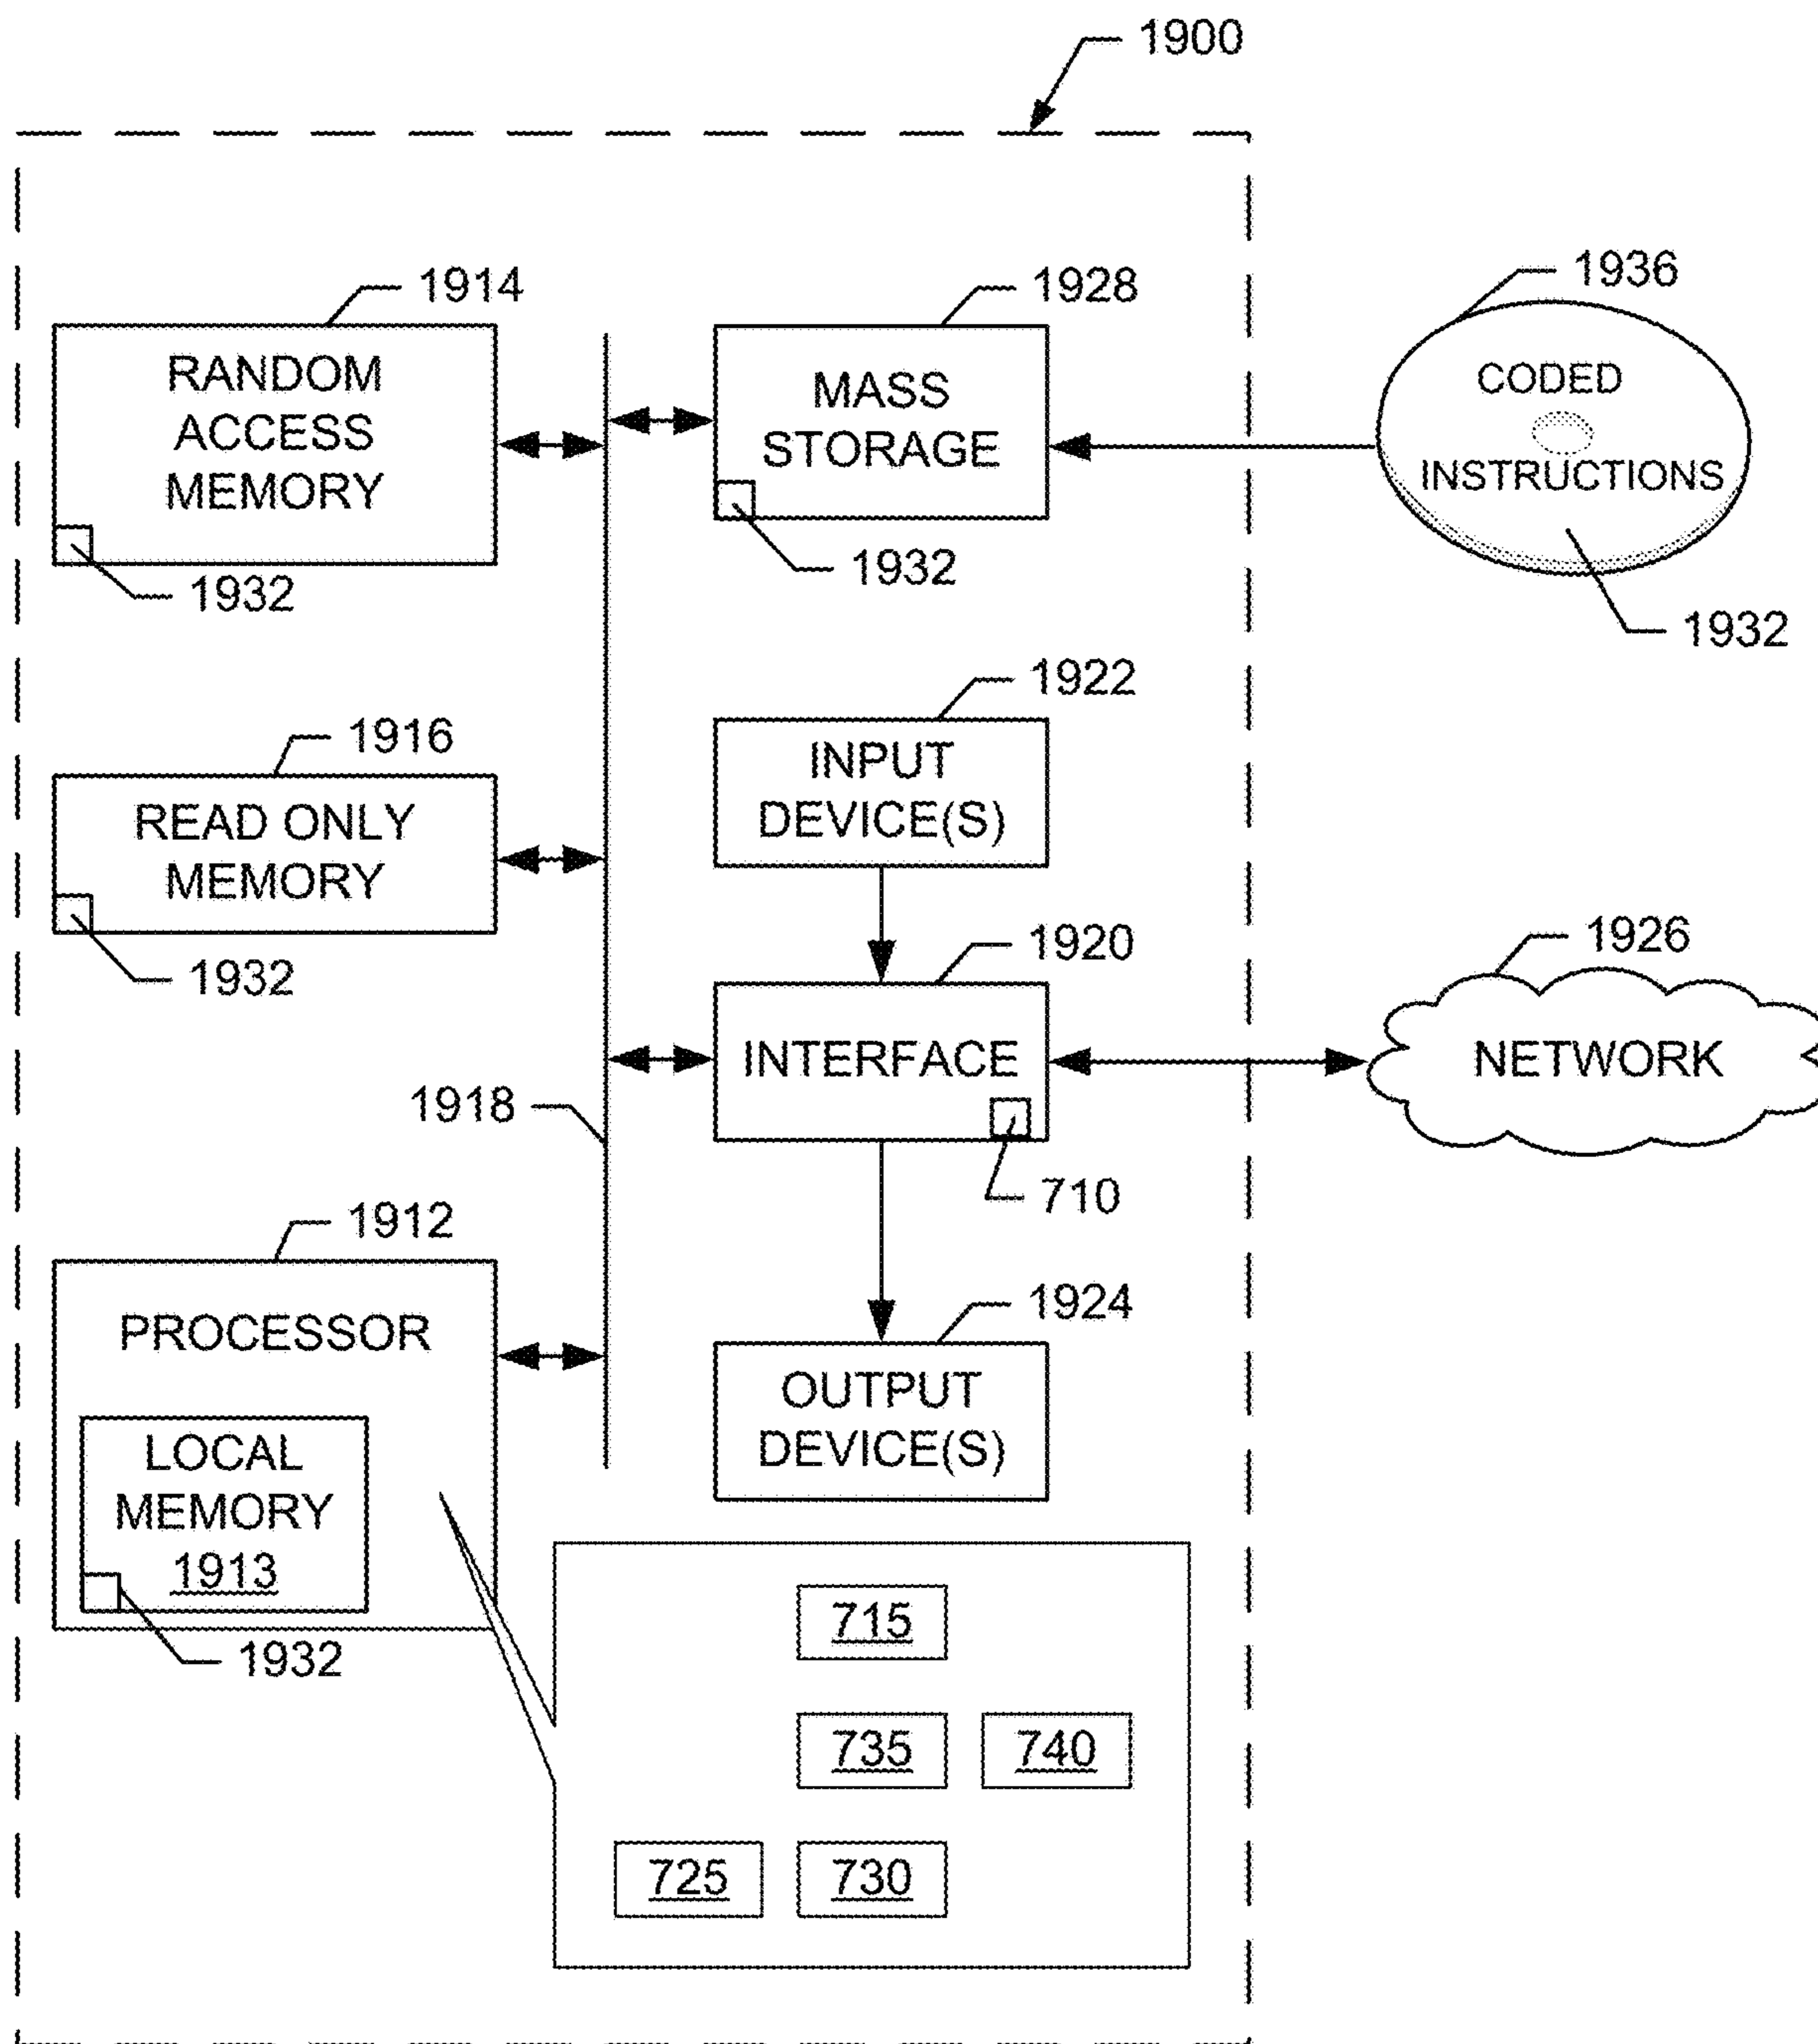 1900
1914
RANDOM
ACCESS
MEMORY
1932
1928
MASS
STORAGE
1932
1936
CODED
INSTRUCTIONS
1932
1916
READ ONLY
MEMORY
1932
1922
INPUT
DEVICE(S)
1920
INTERFACE
710
1926
NETWORK
1918
1912
PROCESSOR
LOCAL
MEMORY
1913
1932
1924
OUTPUT
DEVICE(S)
715
735
740
725
730